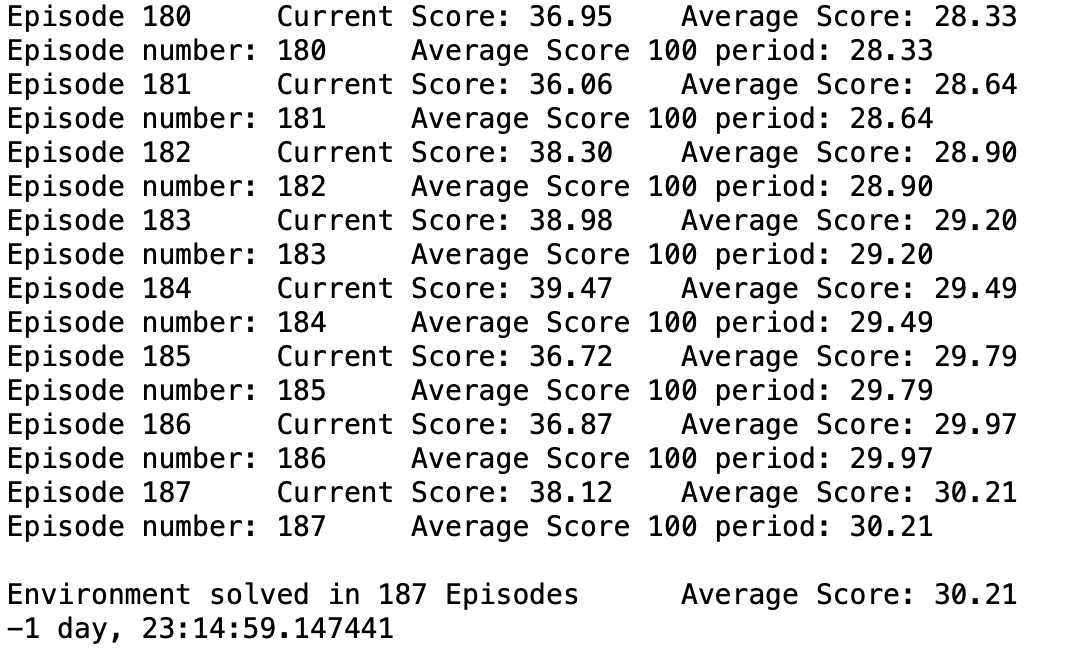 Episode 180	Current Score: 36.95	Average Score: 28.33
Episode number: 180	Average Score 100 period: 28.33
Episode 181	Current Score: 36.06	Average Score: 28.64
Episode number: 181	Average Score 100 period: 28.64
Episode 182	Current Score: 38.30	Average Score: 28.90
Episode number: 182	Average Score 100 period: 28.90
Episode 183	Current Score: 38.98	Average Score: 29.20
Episode number: 183	Average Score 100 period: 29.20
Episode 184	Current Score: 39.47	Average Score: 29.49
Episode number: 184	Average Score 100 period: 29.49
Episode 185	Current Score: 36.72	Average Score: 29.79
Episode number: 185	Average Score 100 period: 29.79
Episode 186	Current Score: 36.87	Average Score: 29.97
Episode number: 186	Average Score 100 period: 29.97
Episode 187	Current Score: 38.12	Average Score: 30.21
Episode number: 187	Average Score 100 period: 30.21
Environment solved in 187 Episodes	Average Score: 30.21
-1 day, 23:14:59.147441